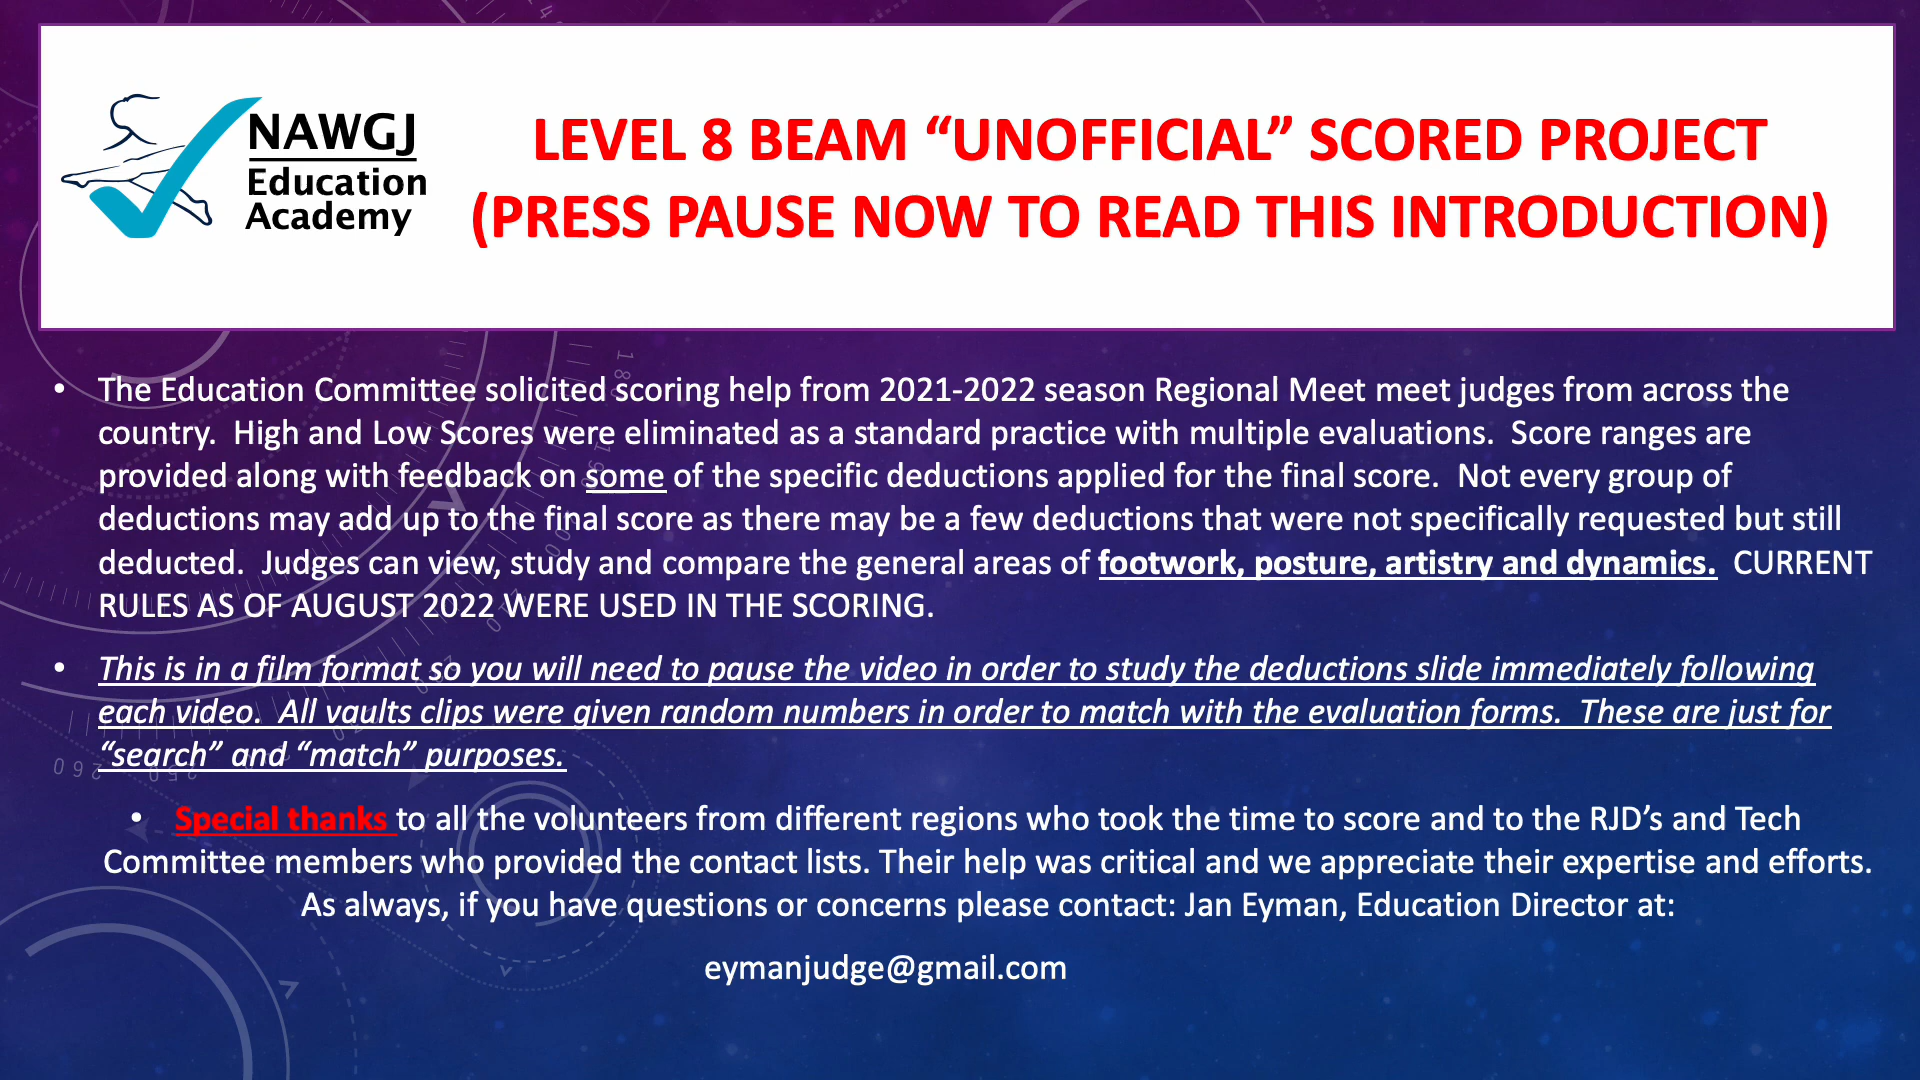 NAWGJ
Education
Academy
LEVEL 8 BEAM “UNOFFICIAL” SCORED PROJECT
(PRESS PAUSE NOW TO READ THIS INTRODUCTION)
• The Education Committee solicited scoring help from 2021-2022 season Regional Meet meet judges from across the
country.  High and Low Scores were eliminated as a standard practice with multiple evaluations.  Score ranges are
provided along with feedback on some of the specific deductions applied for the final score.  Not every group of
deductions may add up to the final score as there may be a few deductions that were not specifically requested but still
deducted.  Judges can view, study and compare the general areas of footwork, posture, artistry and dynamics.  CURRENT
RULES AS OF AUGUST 2022 WERE USED IN THE SCORING.
• This is in a film format so you will need to pause the video in order to study the deductions slide immediately following
each video.  All vaults clips were given random numbers in order to match with the evaluation forms.  These are just for
“search” and “match” purposes.
• Special thanks to all the volunteers from different regions who took the time to score and to the RJD’s and Tech
Committee members who provided the contact lists. Their help was critical and we appreciate their expertise and efforts.
As always, if you have questions or concerns please contact: Jan Eyman, Education Director at:
eymanjudge@gmail.com